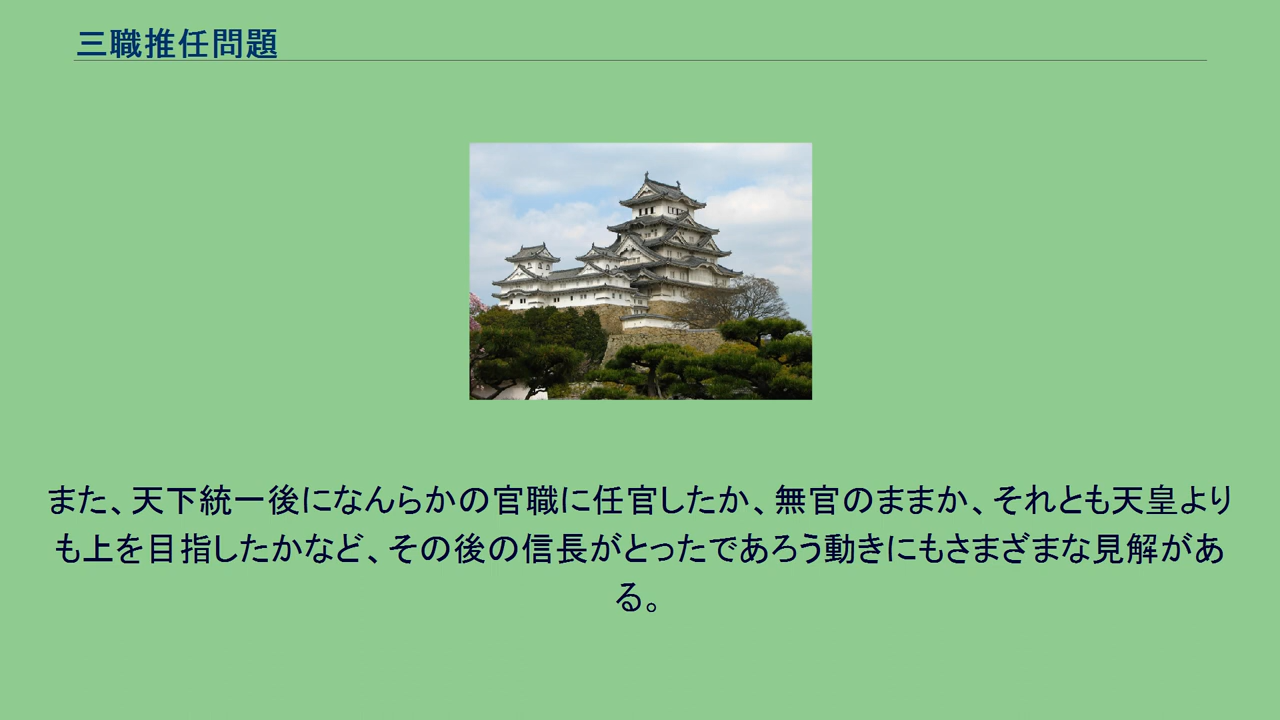 三職推任問題
また、天下統一後になんらかの官職に任官したか、無官のままか、それとも天皇より
も上を目指したかなど、その後の信長がとったであろう動きにもさまざまな見解があ
る。